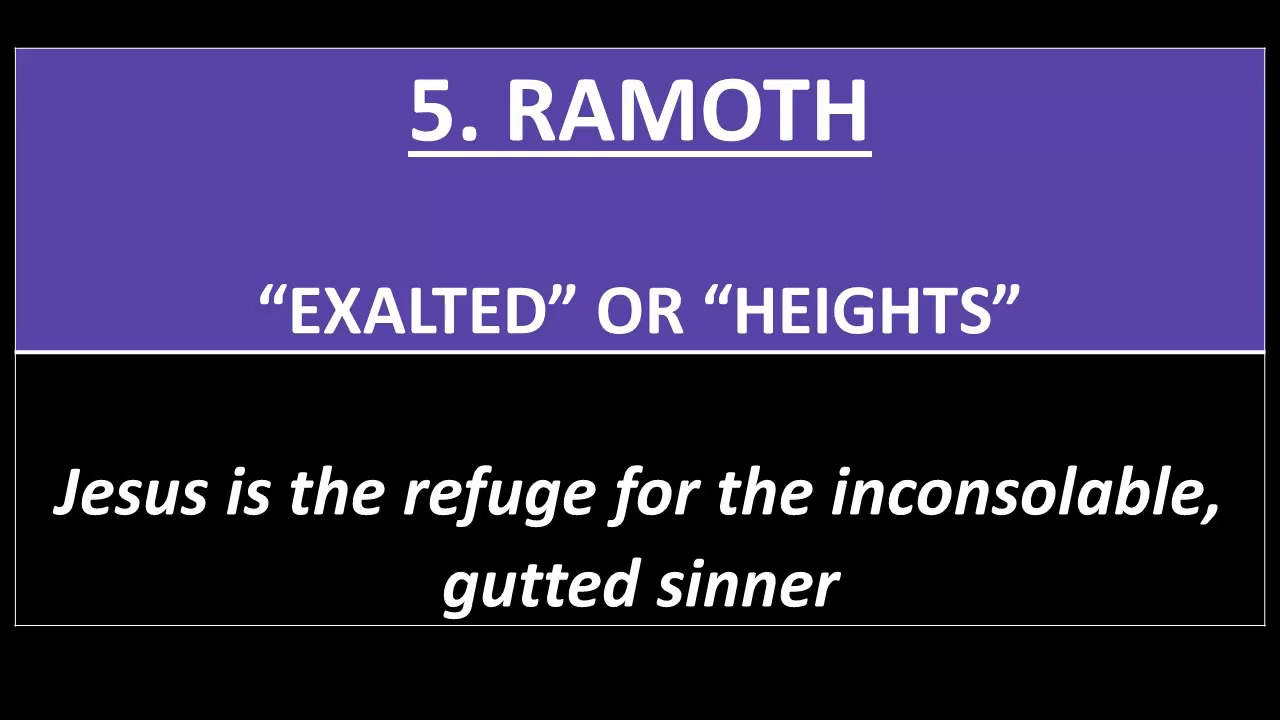 5. RAMOTH
“EXALTED” OR “HEIGHTS”
Jesus is the refuge for the inconsolable,
gutted sinner